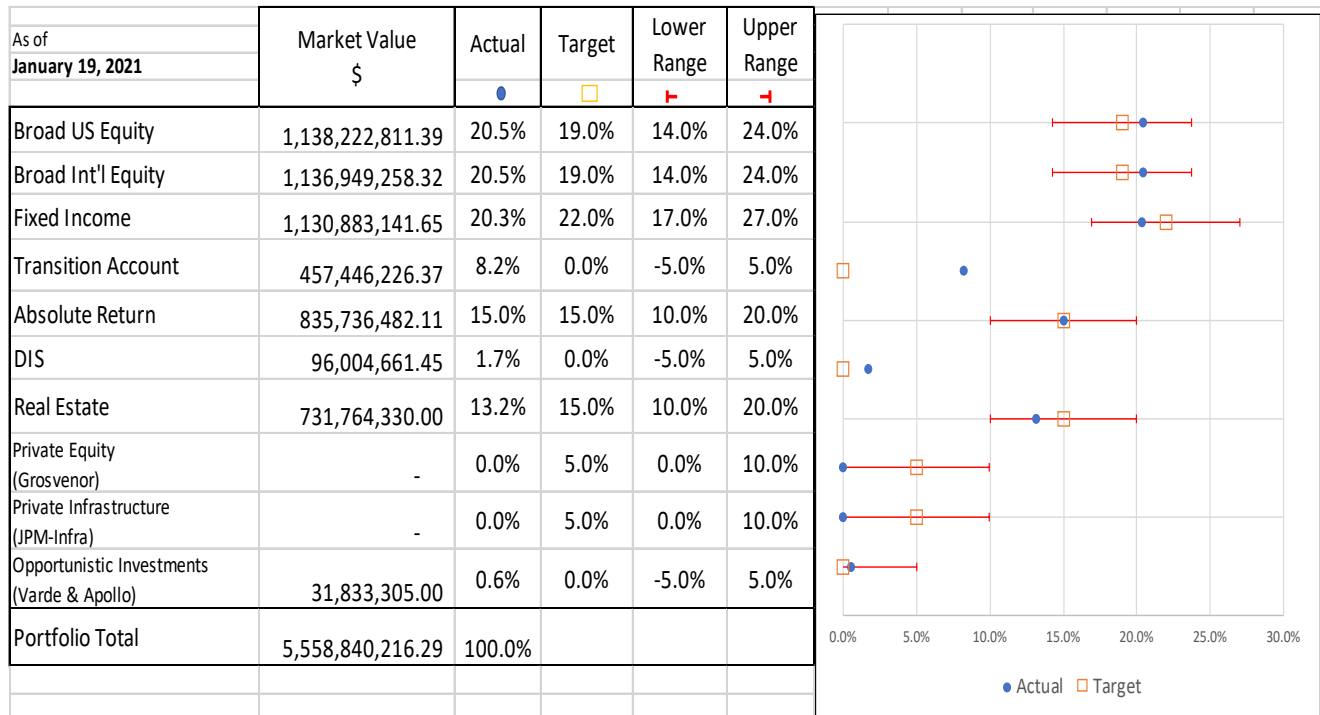 As of
January 19, 2021
Market Value
$
Actual
Target
Lower
Range
Upper
Range
Broad US Equity 1,138,222,811.39 20.5% 19.0% 14.0% 24.0%
Broad Int'l Equity 1,136,949,258.32 20.5% 19.0% 14.0% 24.0%
Fixed Income 1,130,883,141.65 20.3% 22.0% 17.0% 27.0%
Transition Account 457,446,226.37 8.2% 0.0% -5.0% 5.0%
Absolute Return 835,736,482.11 15.0% 15.0% 10.0% 20.0%
DIS 96,004,661.45 1.7% 0.0% -5.0% 5.0%
Real Estate 731,764,330.00 13.2% 15.0% 10.0% 20.0%
Private Equity
(Grosvenor) - 0.0% 5.0% 0.0% 10.0%
Private Infrastructure
(JPM-Infra) - 0.0% 5.0% 0.0% 10.0%
Opportunistic Investments
(Varde & Apollo) 31,833,305.00 0.6% 0.0% -5.0% 5.0%
Portfolio Total 5,558,840,216.29 100.0%
0.0% 5.0% 10.0% 15.0% 20.0% 25.0% 30.0%
Actual Target